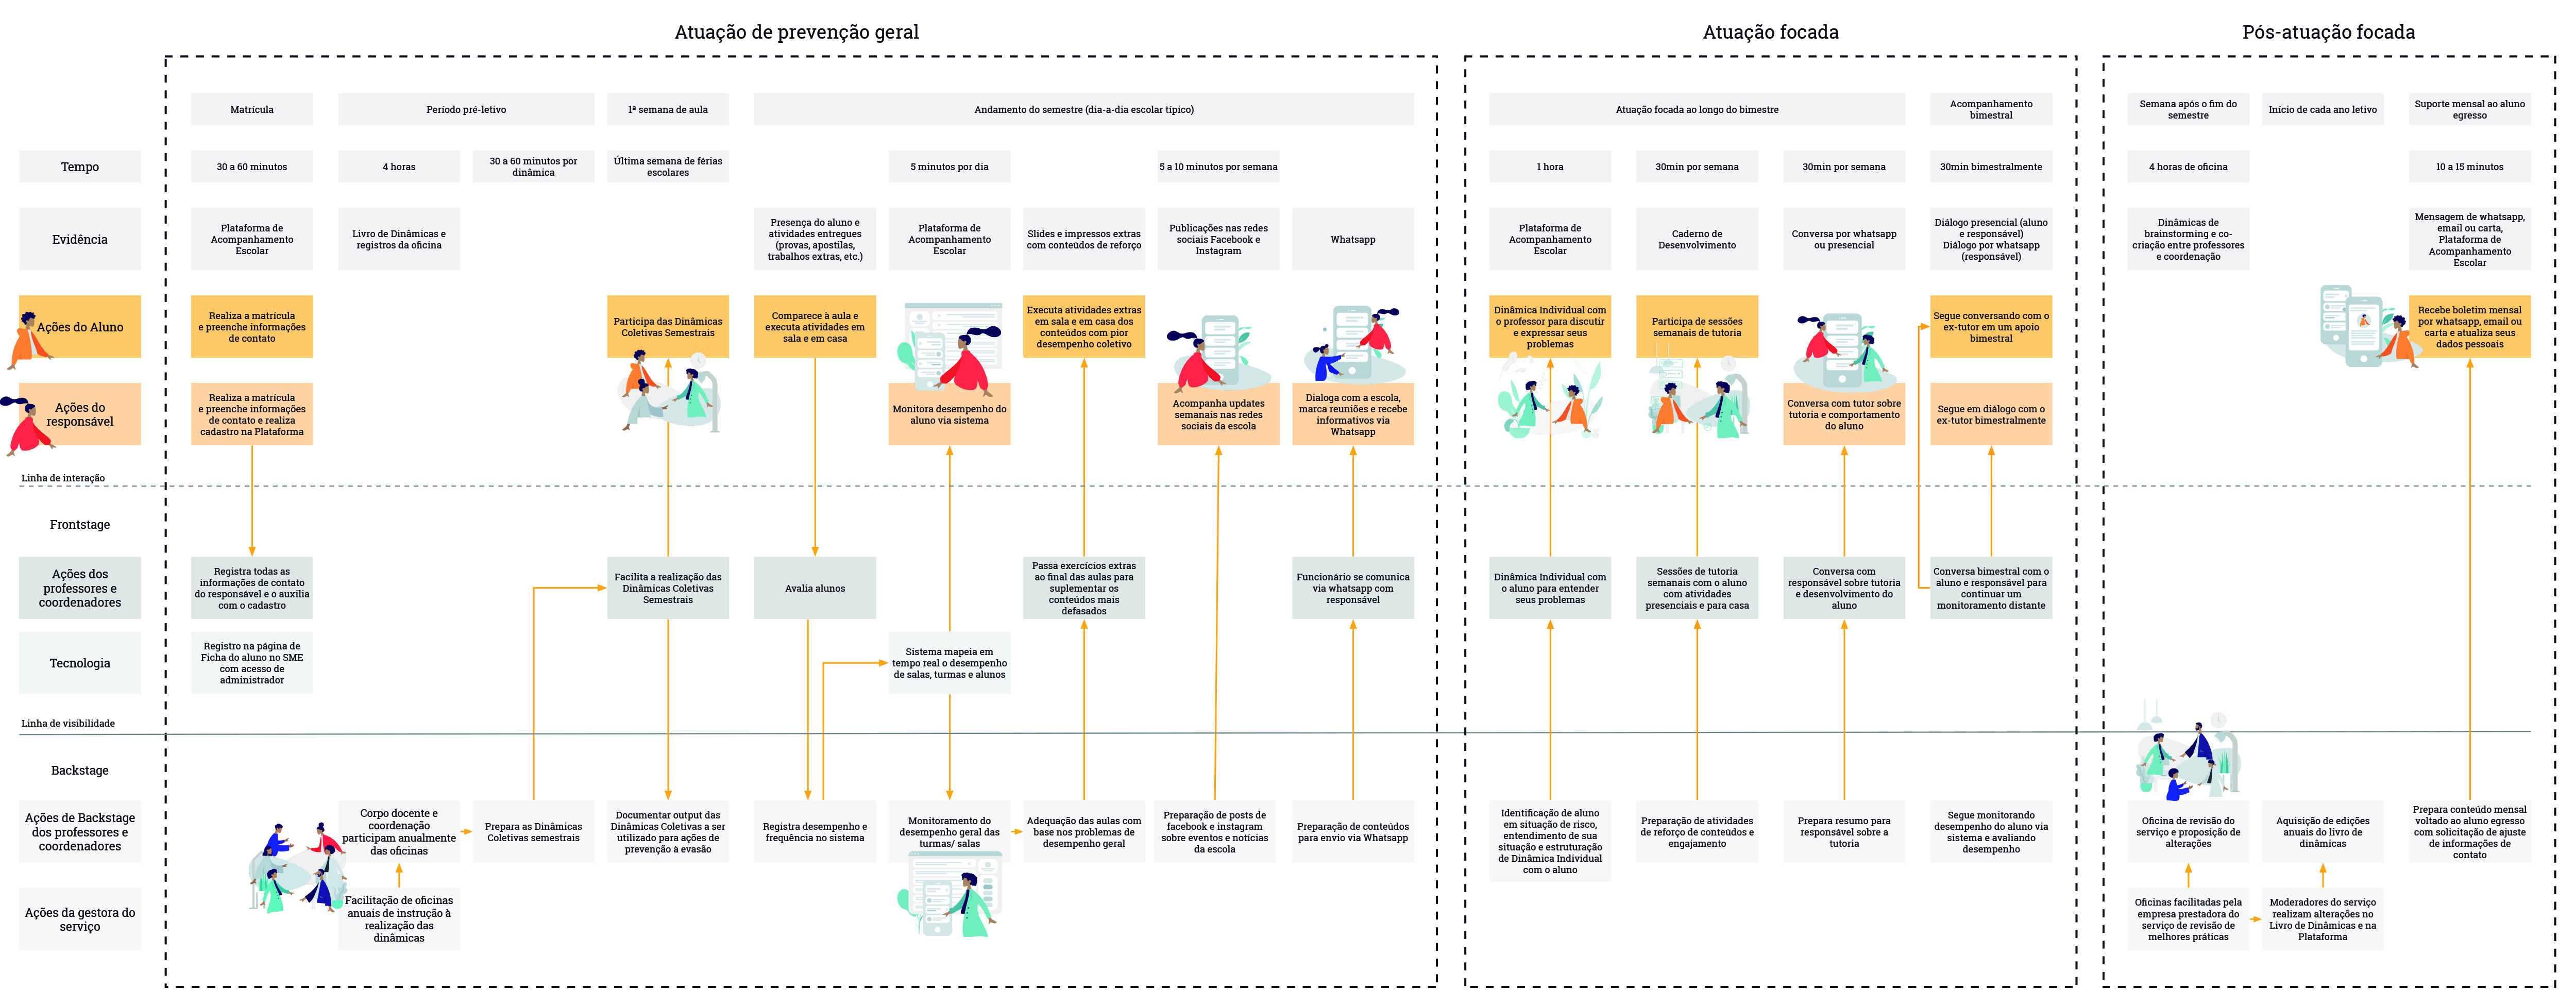 Atuação de prevenção geral
Atuação focada
Pós-atuação focada
Matrícula
Período pré-letivo
1ª semana de aula
Andamento do semestre (dia-a-dia escolar típico)
Atuação focada ao longo do bimestre
Acompanhamento
bimestral
Semana após o fim do
semestre
Início de cada ano letivo
Suporte mensal ao aluno
egresso
Tempo
30 a 60 minutos
4 horas
30 a 60 minutos por
dinâmica
Última semana de férias
escolares
5 minutos por dia
5 a 10 minutos por semana
1 hora
30min por semana
30min por semana
30min bimestralmente
4 horas de oficina
10 a 15 minutos
Evidência
Plataforma de
Acompanhamento
Escolar
Livro de Dinâmicas e
registros da oficina
Presença do aluno e
atividades entregues
(provas, apostilas,
trabalhos extras, etc.)
Plataforma de
Acompanhamento
Escolar
Slides e impressos extras
com conteúdos de reforço
Publicações nas redes
sociais Facebook e
Instagram
Whatsapp
Plataforma de
Acompanhamento
Escolar
Caderno de
Desenvolvimento
Conversa por whatsapp
ou presencial
Diálogo presencial (aluno
e responsável)
Diálogo por whatsapp
(responsável)
Dinâmicas de
brainstorming e co-
criação entre professores
e coordenação
Mensagem de whatsapp,
email ou carta,
Plataforma de
Acompanhamento
Escolar
Ações do Aluno
Realiza a matrícula
e preenche informações
de contato
Participa das Dinâmicas
Coletivas Semestrais
Comparece à aula e
executa atividades em
sala e em casa
Executa atividades extras
em sala e em casa dos
conteúdos com pior
desempenho coletivo
Dinâmica Individual com
o professor para discutir
e expressar seus
problemas
Participa de sessões
semanais de tutoria
Segue conversando com o
ex-tutor em um apoio
bimestral
Recebe boletim mensal
por whatsapp, email ou
carta e atualiza seus
dados pessoais
Ações do
responsável
Realiza a matrícula
e preenche informações
de contato e realiza
cadastro na Plataforma
Monitora desempenho do
aluno via sistema
Acompanha updates
semanais nas redes
sociais da escola
Dialoga com a escola,
marca reuniões e recebe
informativos via
Whatsapp
Conversa com tutor sobre
tutoria e comportamento
do aluno
Segue em diálogo com o
ex-tutor bimestralmente
Linha de interação
Frontstage
Ações dos
professores e
coordenadores
Registra todas as
informações de contato
do responsável e o auxilia
com o cadastro
Facilita a realização das
Dinâmicas Coletivas
Semestrais
Avalia alunos
Passa exercícios extras
ao final das aulas para
suplementar os
conteúdos mais
defasados
Funcionário se comunica
via whatsapp com
responsável
Dinâmica Individual com
o aluno para entender
seus problemas
Sessões de tutoria
semanais com o aluno
com atividades
presenciais e para casa
Conversa com
responsável sobre tutoria
e desenvolvimento do
aluno
Conversa bimestral com o
aluno e responsável para
continuar um
monitoramento distante
Tecnologia
Registro na página de
Ficha do aluno no SME
com acesso de
administrador
Sistema mapeia em
tempo real o desempenho
de salas, turmas e alunos
Linha de visibilidade
Backstage
Ações de Backstage
dos professores e
coordenadores
Corpo docente e
coordenação
participam anualmente
das oficinas
Prepara as Dinâmicas
Coletivas semestrais
Documentar output das
Dinâmicas Coletivas a ser
utilizado para ações de
prevenção à evasão
Registra desempenho e
frequência no sistema
Monitoramento do
desempenho geral das
turmas/ salas
Adequação das aulas com
base nos problemas de
desempenho geral
Preparação de posts de
facebook e instagram
sobre eventos e notícias
da escola
Preparação de conteúdos
para envio via Whatsapp
Identificação de aluno
em situação de risco,
entendimento de sua
situação e estruturação
de Dinâmica Individual
com o aluno
Preparação de atividades
de reforço de conteúdos e
engajamento
Prepara resumo para
responsável sobre a
tutoria
Segue monitorando
desempenho do aluno via
sistema e avaliando
desempenho
Oficina de revisão do
serviço e proposição de
alterações
Aquisição de edições
anuais do livro de
dinâmicas
Prepara conteúdo mensal
voltado ao aluno egresso
com solicitação de ajuste
de informações de
contato
Ações da gestora do
serviço
Facilitação de oficinas
anuais de instrução à
realização das
dinâmicas
Oficinas facilitadas pela
empresa prestadora do
serviço de revisão de
melhores práticas
Moderadores do serviço
realizam alterações no
Livro de Dinâmicas e na
Plataforma